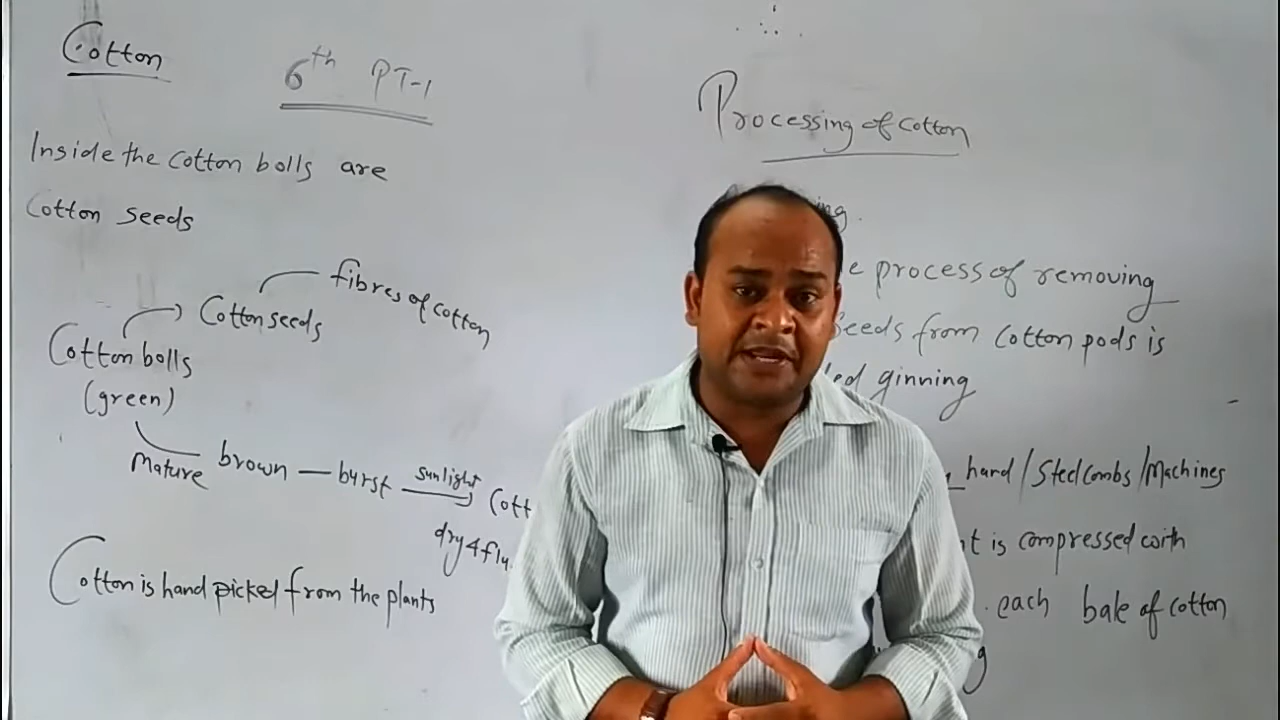 Cotton
6th PT-1
Inside the cotton bolls are
Cotton seeds
fibres of cotton
Cotton seeds
Cotton bolls
(green)
Mature brown — burst sunlight
dry & fly
Cotton is hand picked from the plants
Processing of cotton
process of removing
Seeds from cotton pods is
ginning
hand / Steel combs / Machines
is compressed with
each bale of cotton